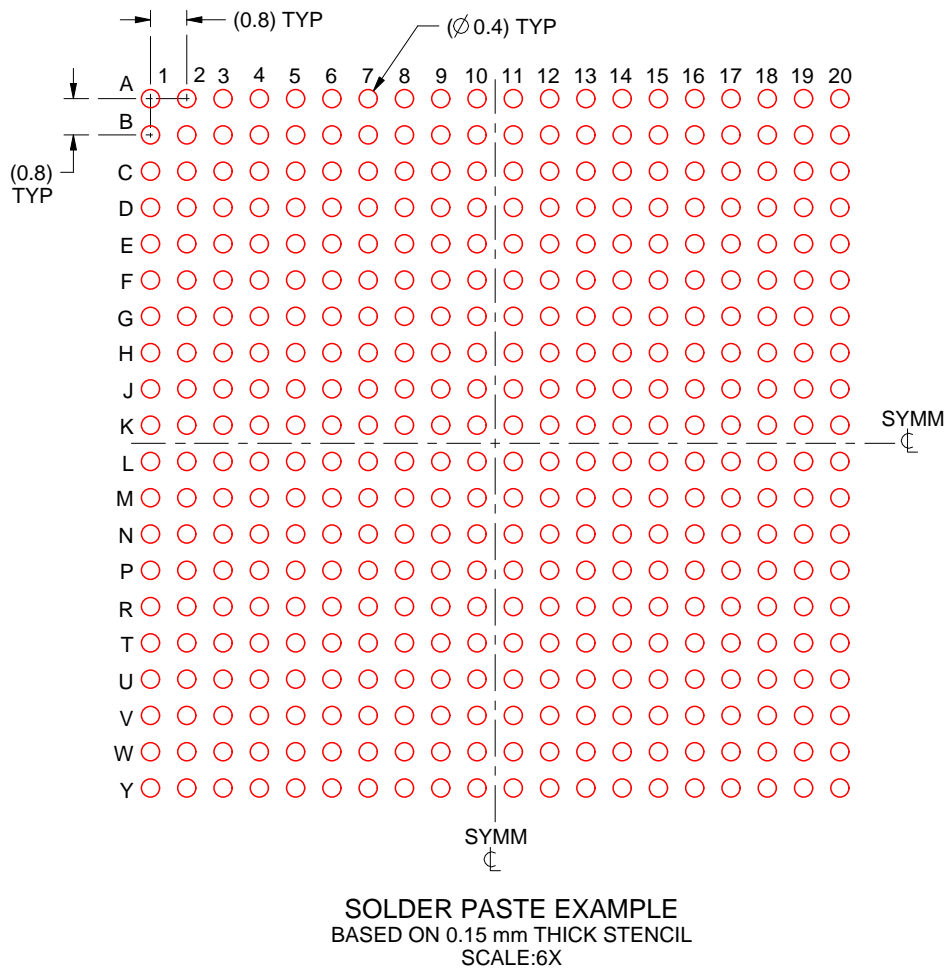 (0.8) TYP
(∅ 0.4) TYP
1 2 3 4 5 6 7 8 9 10 11 12 13 14 15 16 17 18 19 20
A
B
(0.8)
TYP
C
D
E
F
G
H
J
K
SYMM
℄
L
M
N
P
R
T
U
V
W
Y
SYMM
℄
SOLDER PASTE EXAMPLE
BASED ON 0.15 mm THICK STENCIL
SCALE:6X